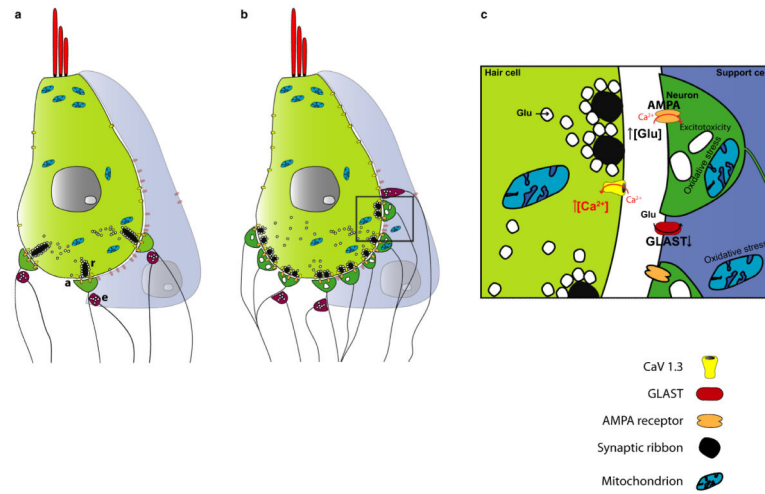 a
b
c
r
a
e
Hair cell
Support ce
Neuron
AMPA
Glu
Ca²⁺
↑[Glu]
Excitotoxicity
Oxidative stress
↑[Ca²⁺]
Ca²⁺
Glu
GLAST↓
Oxidative stress
CaV 1.3
GLAST
AMPA receptor
Synaptic ribbon
Mitochondrion